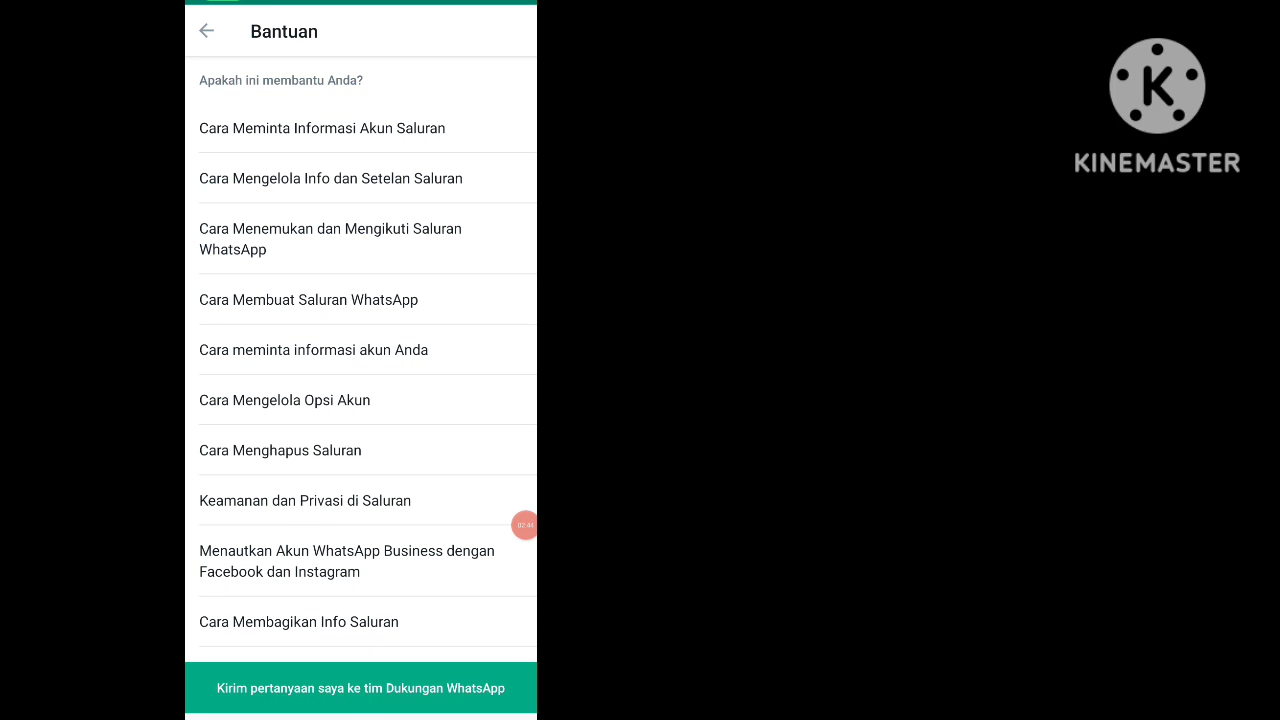 Bantuan
Apakah ini membantu Anda?
Cara Meminta Informasi Akun Saluran
Cara Mengelola Info dan Setelan Saluran
Cara Menemukan dan Mengikuti Saluran
WhatsApp
Cara Membuat Saluran WhatsApp
Cara meminta informasi akun Anda
Cara Mengelola Opsi Akun
Cara Menghapus Saluran
Keamanan dan Privasi di Saluran
02:44
Menautkan Akun WhatsApp Business dengan
Facebook dan Instagram
Cara Membagikan Info Saluran
Kirim pertanyaan saya ke tim Dukungan WhatsApp
K
KINEMASTER